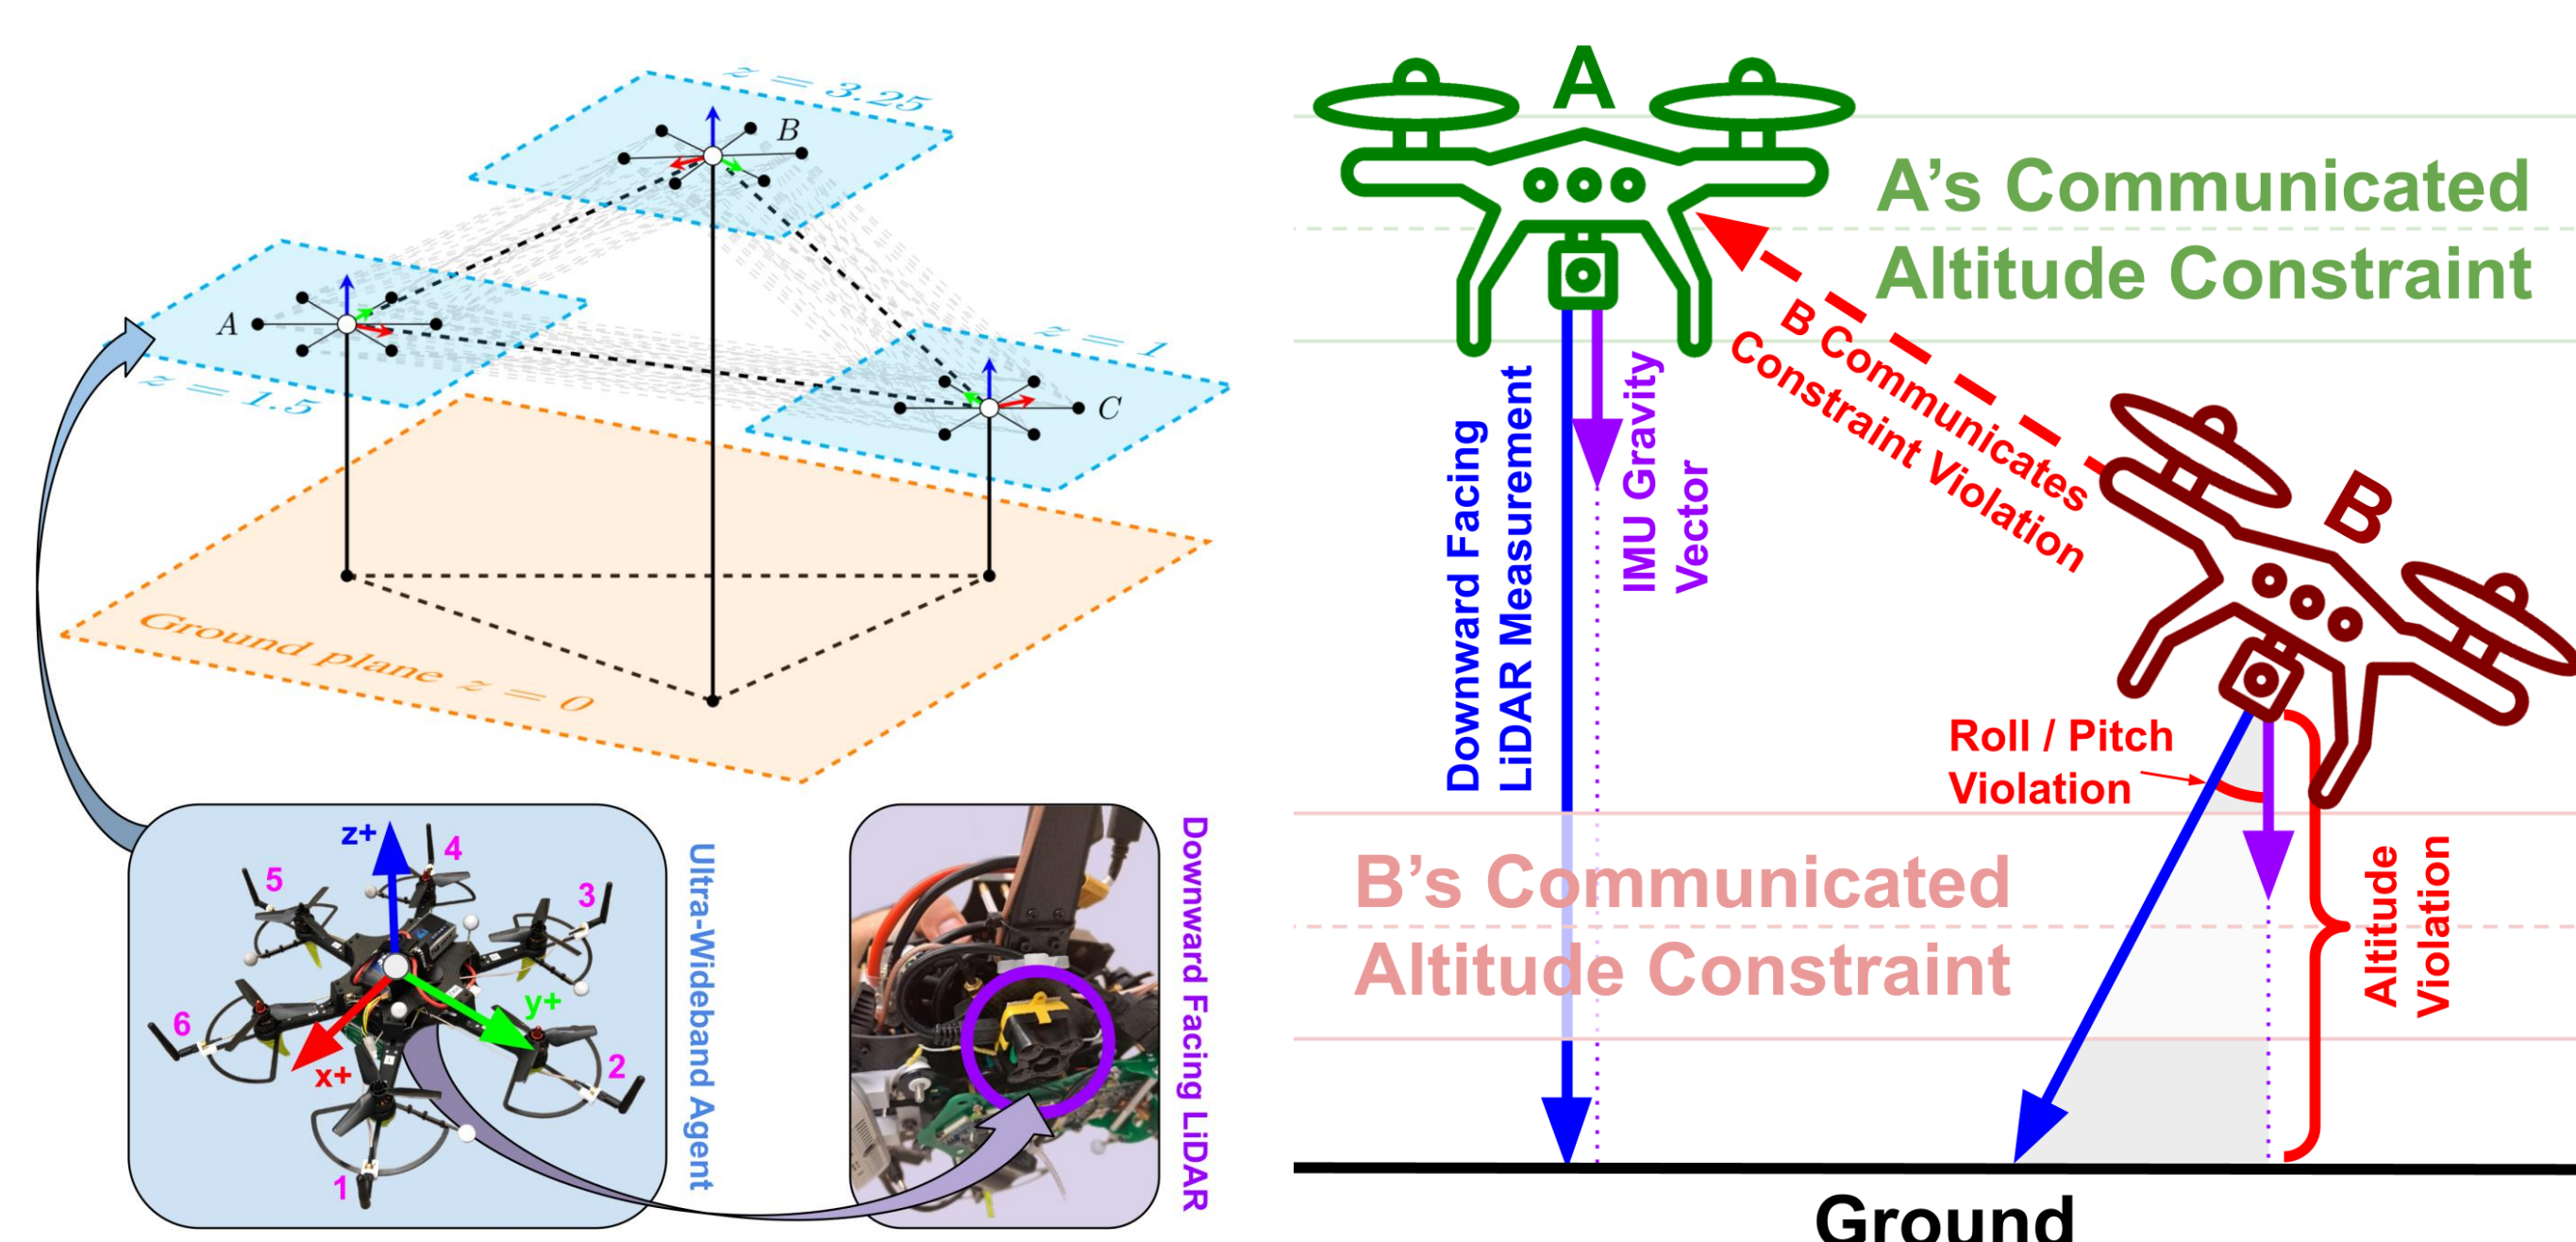 z = 3.25
B
A
z = 1.5
z = 1
C
Ground plane z = 0
z+
4
5
3
6
y+
x+
2
1
Ultra-Wideband Agent
Downward Facing LiDAR
A
A's Communicated
Altitude Constraint
B Communicates
Constraint Violation
Downward Facing
LiDAR Measurement
IMU Gravity
Vector
B
Roll / Pitch
Violation
B's Communicated
Altitude Constraint
Altitude
Violation
Ground